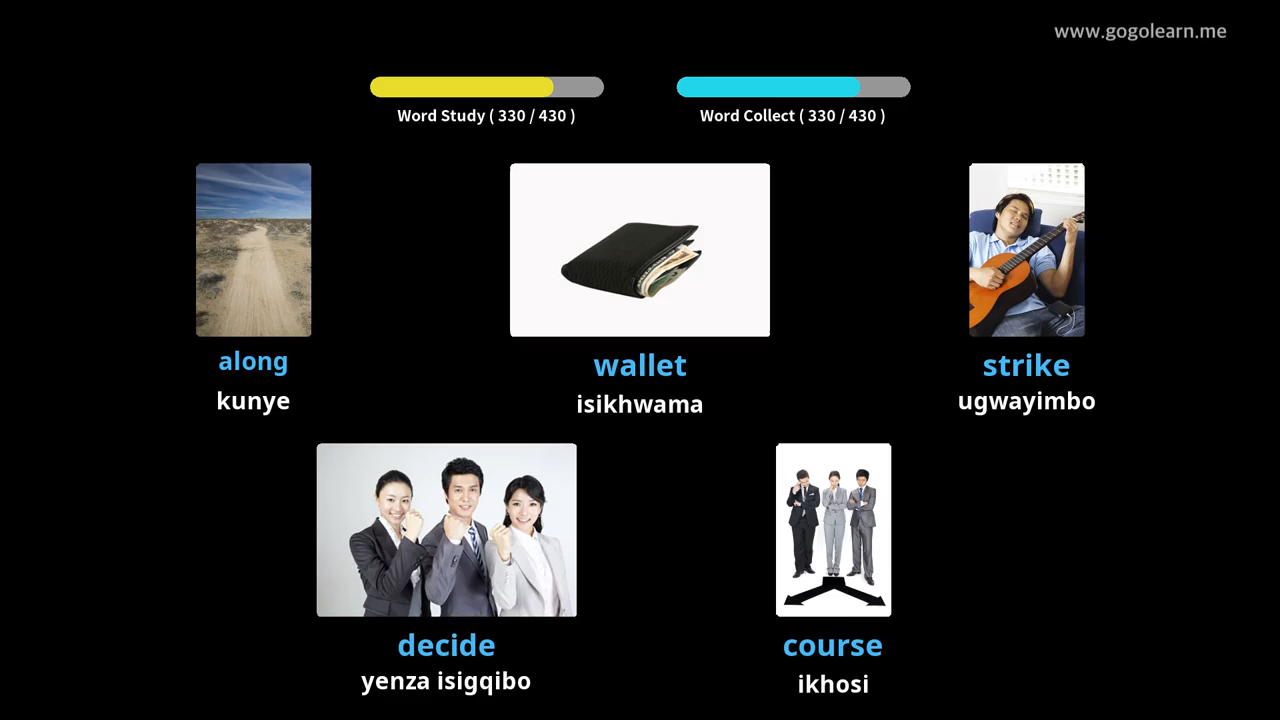 www.gogolearn.me
Word Study ( 330 / 430 )
Word Collect ( 330 / 430 )
along
kunye
wallet
isikhwama
strike
ugwayimbo
decide
yenza isigqibo
course
ikhosi